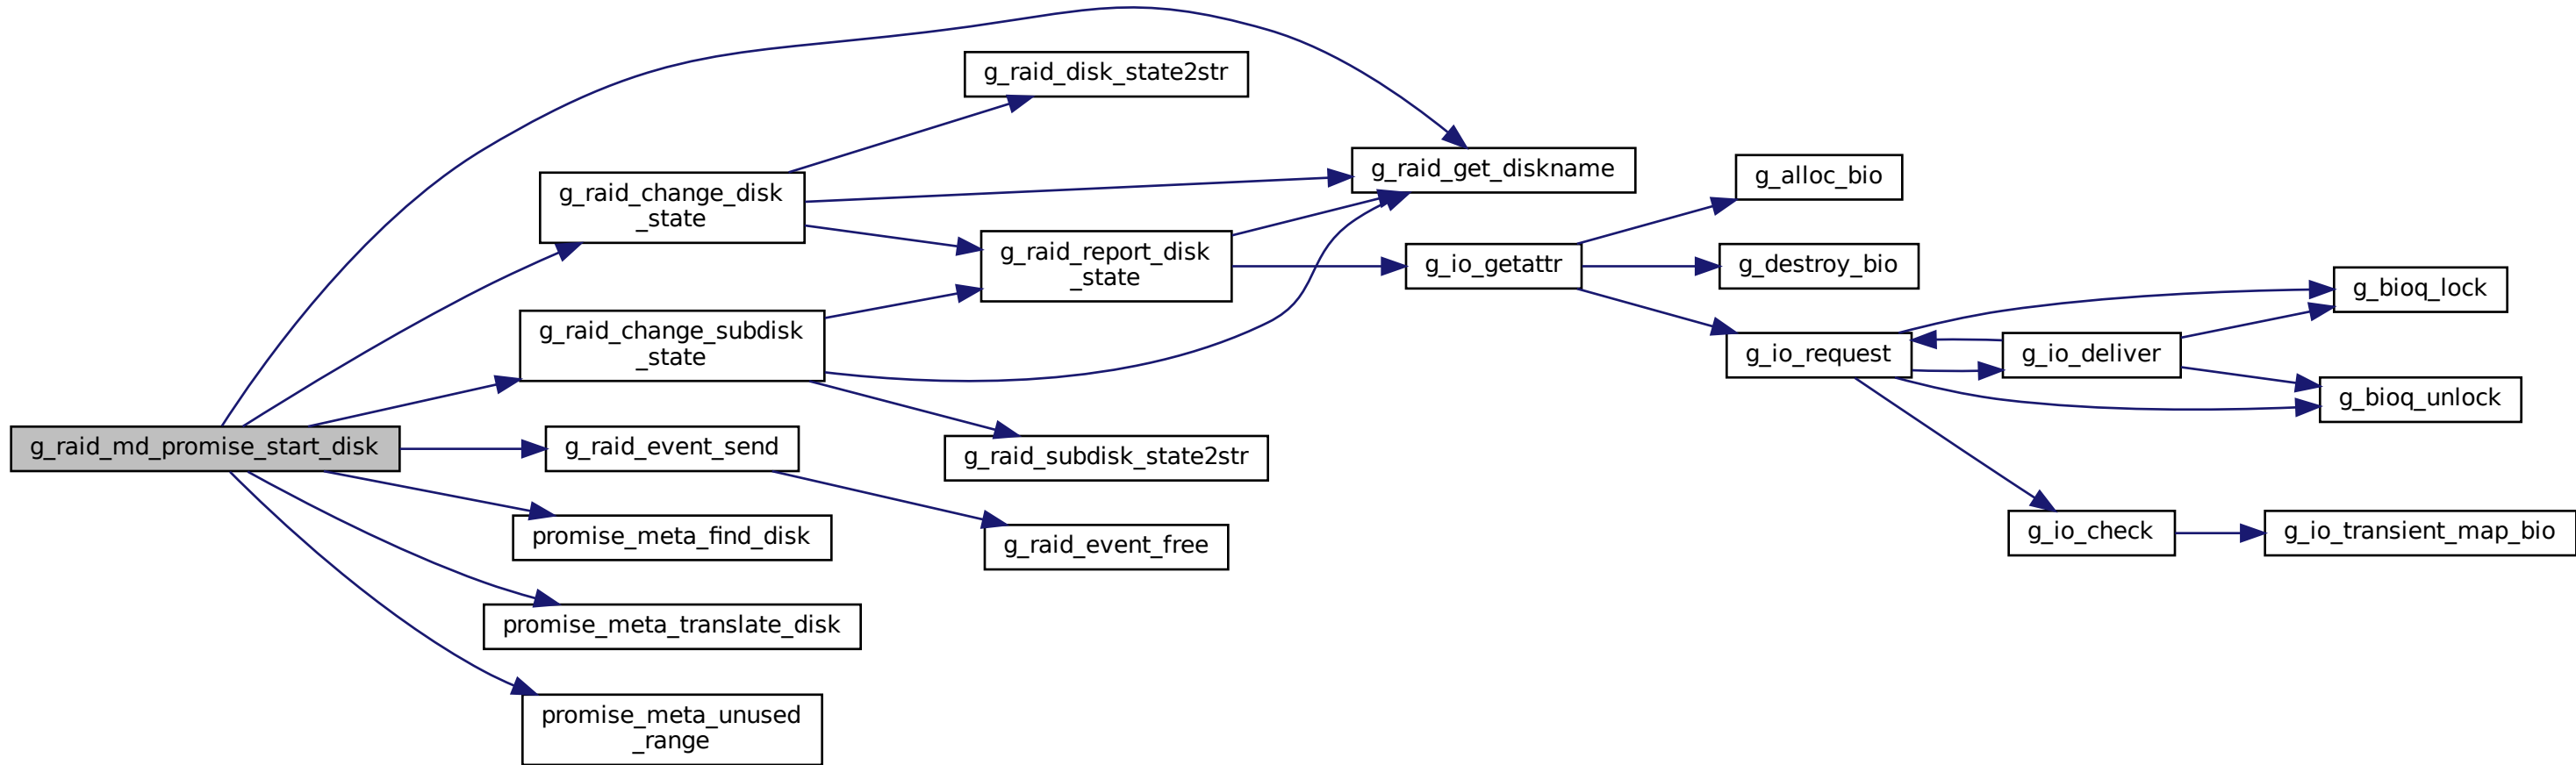 g_raid_disk_state2str
g_raid_get_diskname
g_alloc_bio
g_raid_change_disk
_state
g_raid_report_disk
_state
g_io_getattr
g_destroy_bio
g_bioq_lock
g_raid_change_subdisk
_state
g_io_request
g_io_deliver
g_bioq_unlock
g_raid_md_promise_start_disk
g_raid_event_send
g_raid_subdisk_state2str
promise_meta_find_disk
g_raid_event_free
g_io_check
g_io_transient_map_bio
promise_meta_translate_disk
promise_meta_unused
_range